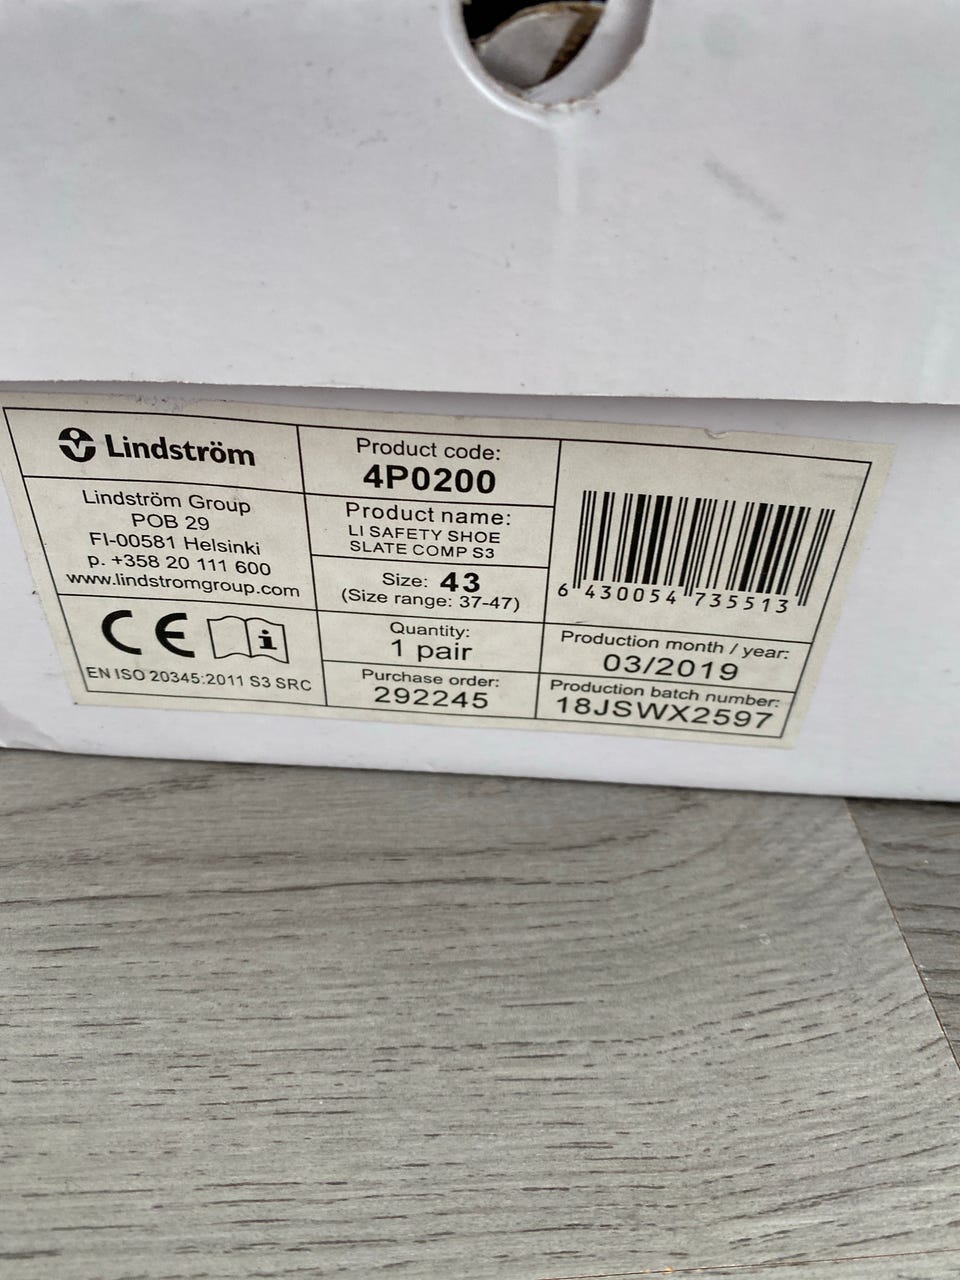 Lindström
Lindström Group
POB 29
FI-00581 Helsinki
p. +358 20 111 600
www.lindstromgroup.com
CE i
EN ISO 20345:2011 S3 SRC
Product code:
4P0200
Product name:
LI SAFETY SHOE
SLATE COMP S3
Size: 43
(Size range: 37-47)
Quantity:
1 pair
Purchase order:
292245
6 430054 735513
Production month / year:
03/2019
Production batch number:
18JSWX2597